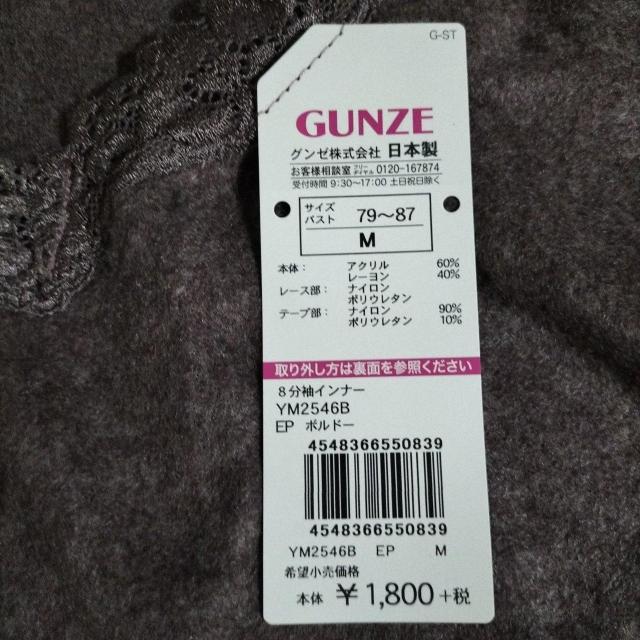 G-ST
GUNZE
グンゼ株式会社 日本製
お客様相談室 フリーダイヤル 0120-167874
受付時間 9:30~17:00 土日祝日除く
サイズ
バスト 79~87
M
本体: アクリル 60%
レーヨン 40%
レース部: ナイロン
ポリウレタン
テープ部: ナイロン 90%
ポリウレタン 10%
取り外し方は裏面を参照ください
8分袖インナー
YM2546B
EP ボルドー
4548366550839
4548366550839
YM2546B EP M
希望小売価格
本体 ¥1,800+税